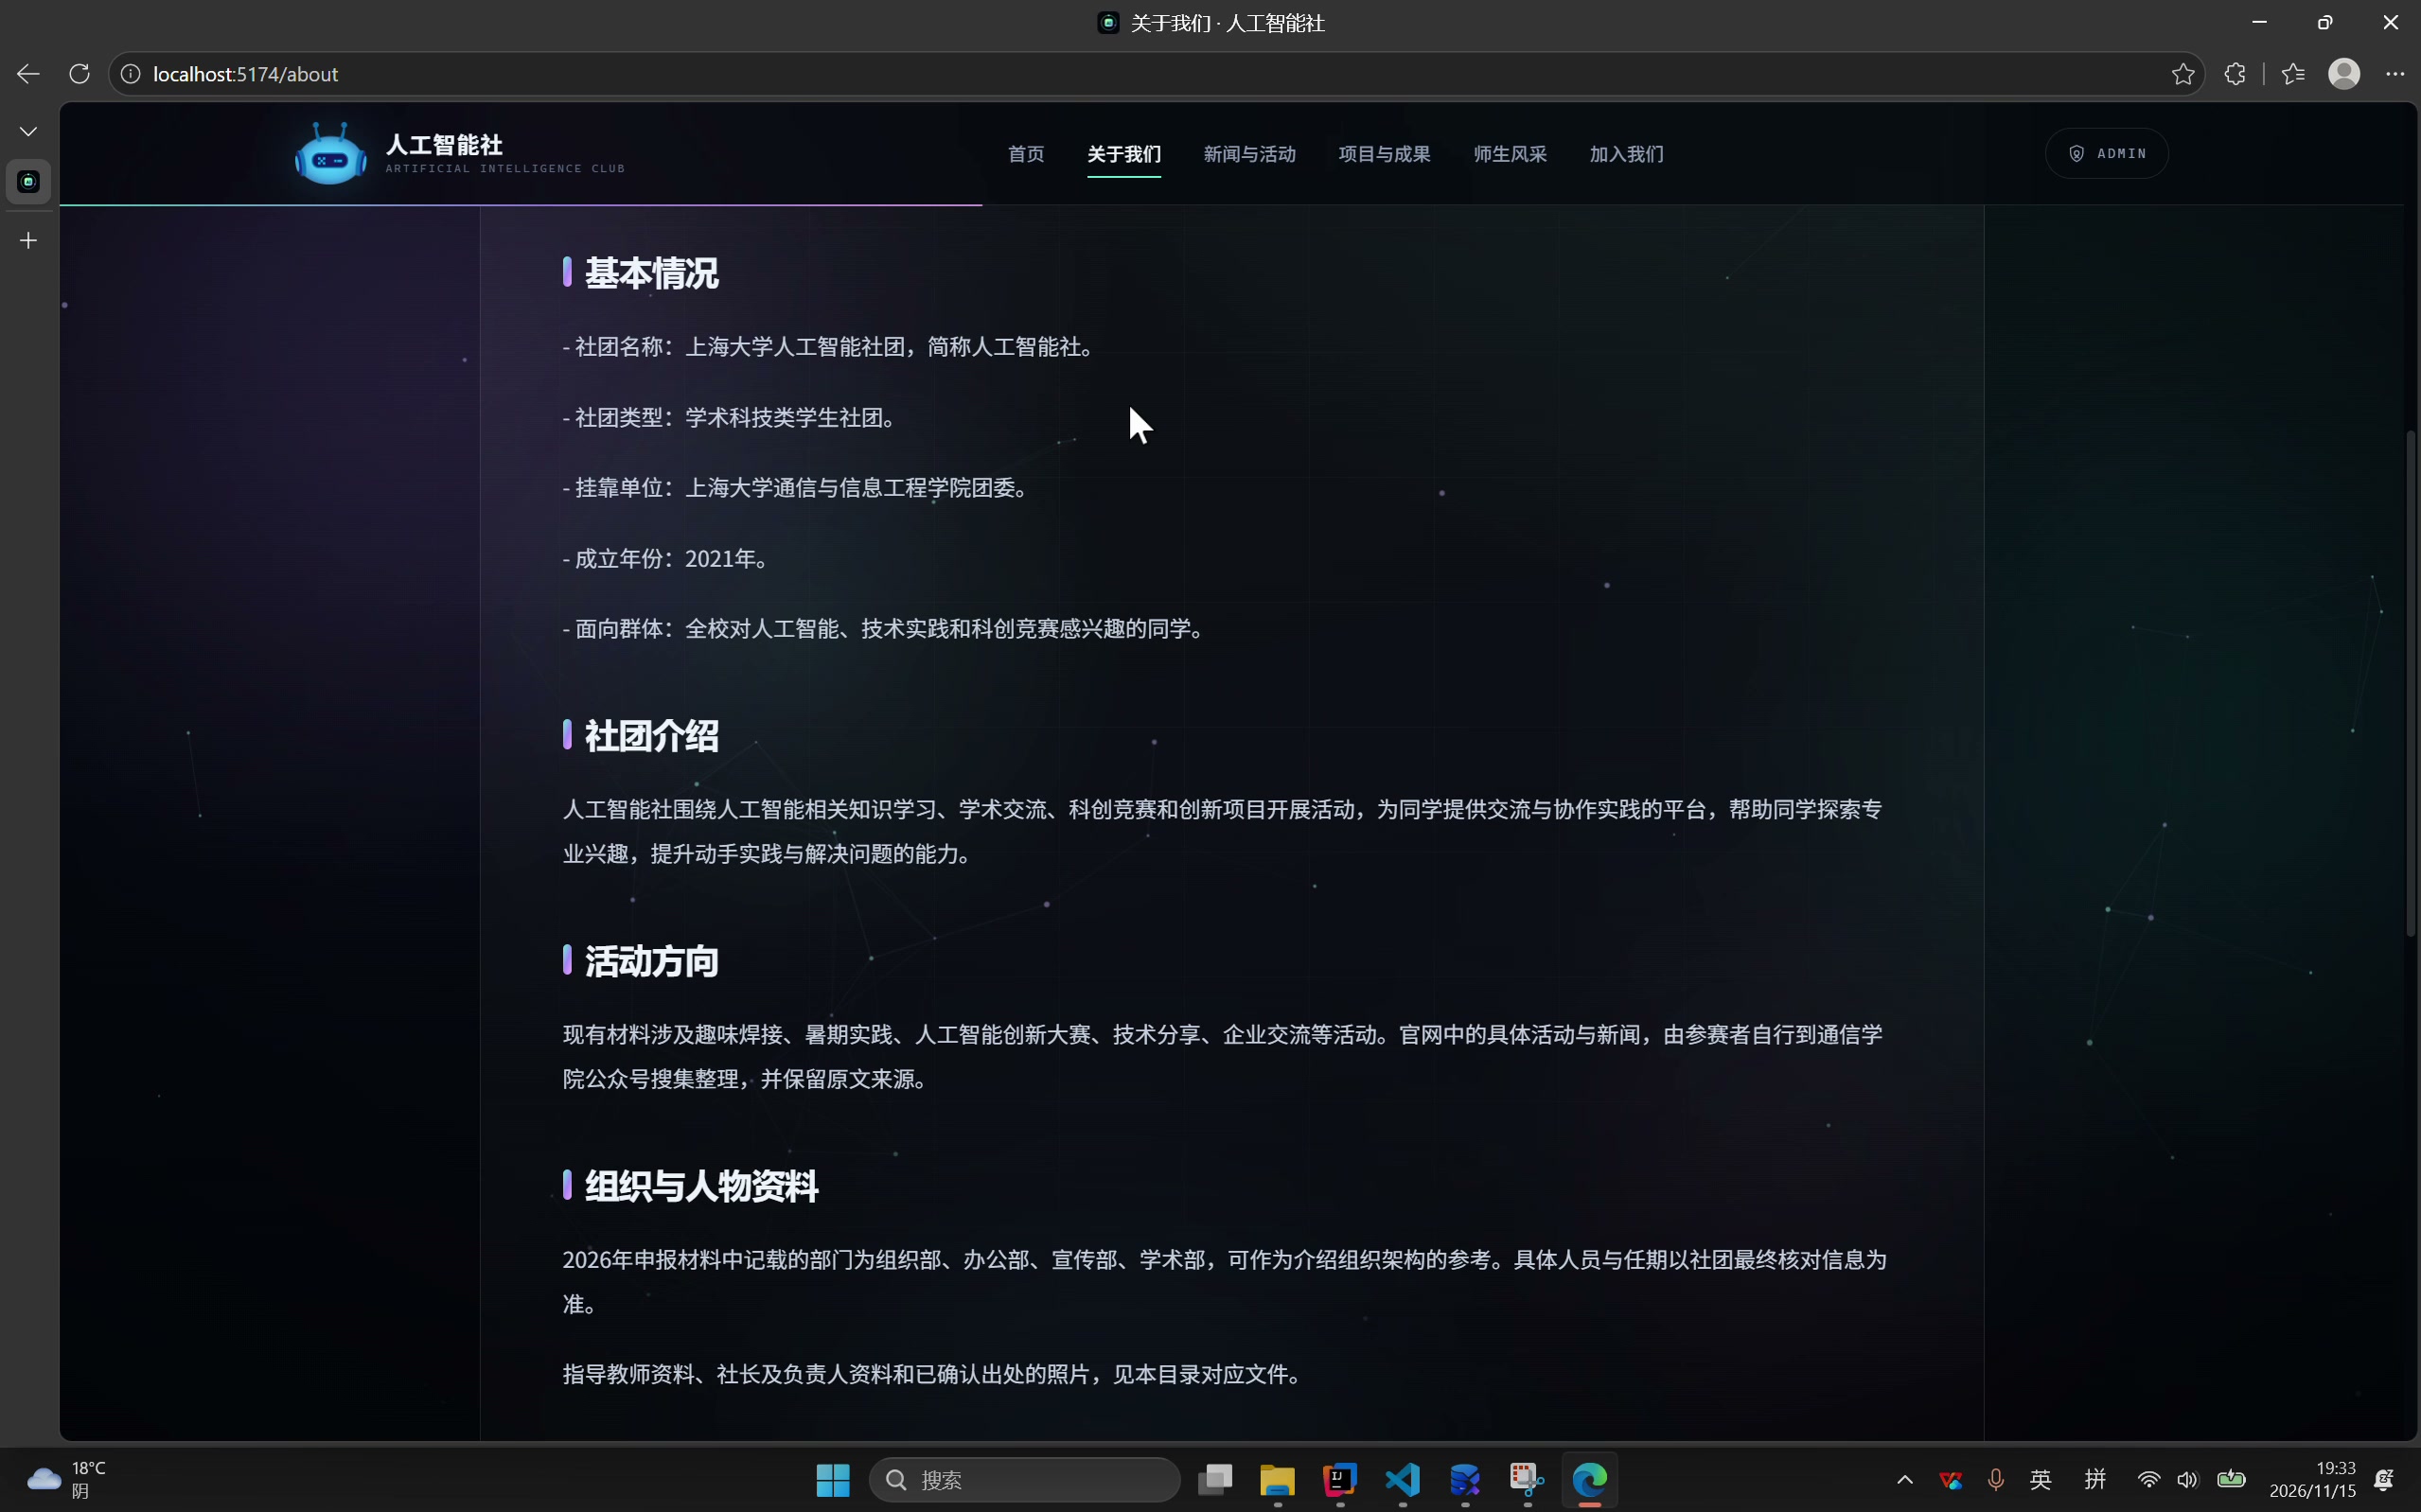 关于我们 · 人工智能社
localhost:5174/about
人工智能社
ARTIFICIAL INTELLIGENCE CLUB
首页
关于我们
新闻与活动
项目与成果
师生风采
加入我们
ADMIN
基本情况
- 社团名称：上海大学人工智能社团，简称人工智能社。
- 社团类型：学术科技类学生社团。
- 挂靠单位：上海大学通信与信息工程学院团委。
- 成立年份：2021年。
- 面向群体：全校对人工智能、技术实践和科创竞赛感兴趣的同学。
社团介绍
人工智能社围绕人工智能相关知识学习、学术交流、科创竞赛和创新项目开展活动，为同学提供交流与协作实践的平台，帮助同学探索专
业兴趣，提升动手实践与解决问题的能力。
活动方向
现有材料涉及趣味焊接、暑期实践、人工智能创新大赛、技术分享、企业交流等活动。官网中的具体活动与新闻，由参赛者自行到通信学
院公众号搜集整理，并保留原文来源。
组织与人物资料
2026年申报材料中记载的部门为组织部、办公部、宣传部、学术部，可作为介绍组织架构的参考。具体人员与任期以社团最终核对信息为
准。
指导教师资料、社长及负责人资料和已确认出处的照片，见本目录对应文件。
18°C
阴
搜索
英
拼
19:33
2026/11/15